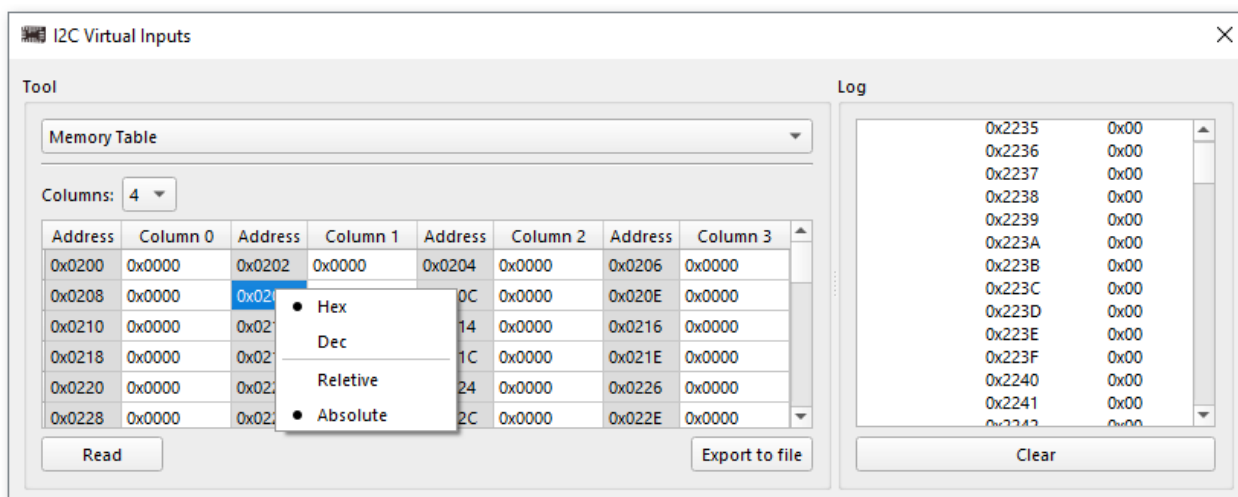 I2C Virtual Inputs
Tool
Memory Table
Columns: 4
Address Column 0 Address Column 1 Address Column 2 Address Column 3
0x0200 0x0000 0x0202 0x0000 0x0204 0x0000 0x0206 0x0000
0x0208 0x0000 0x0000 0x020E 0x0000
0x0210 0x0000 0x0000 0x0216 0x0000
0x0218 0x0000 0x0000 0x021E 0x0000
0x0220 0x0000 0x0000 0x0226 0x0000
0x0228 0x0000 0x0000 0x022E 0x0000
Hex
Dec
Reletive
Absolute
Read
Export to file
Log
0x2235 0x00
0x2236 0x00
0x2237 0x00
0x2238 0x00
0x2239 0x00
0x223A 0x00
0x223B 0x00
0x223C 0x00
0x223D 0x00
0x223E 0x00
0x223F 0x00
0x2240 0x00
0x2241 0x00
Clear